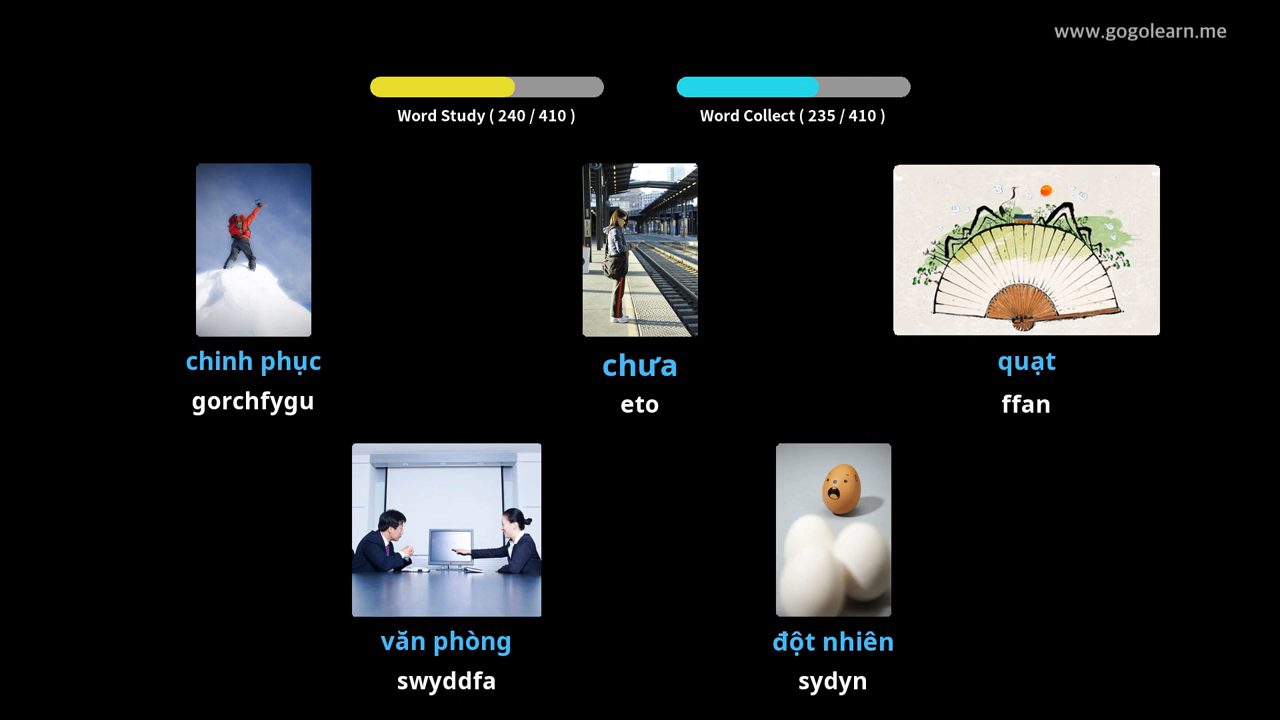 www.gogolearn.me
Word Study ( 240 / 410 )
Word Collect ( 235 / 410 )
chinh phục
gorchfygu
chưa
eto
quạt
ffan
văn phòng
swyddfa
đột nhiên
sydyn